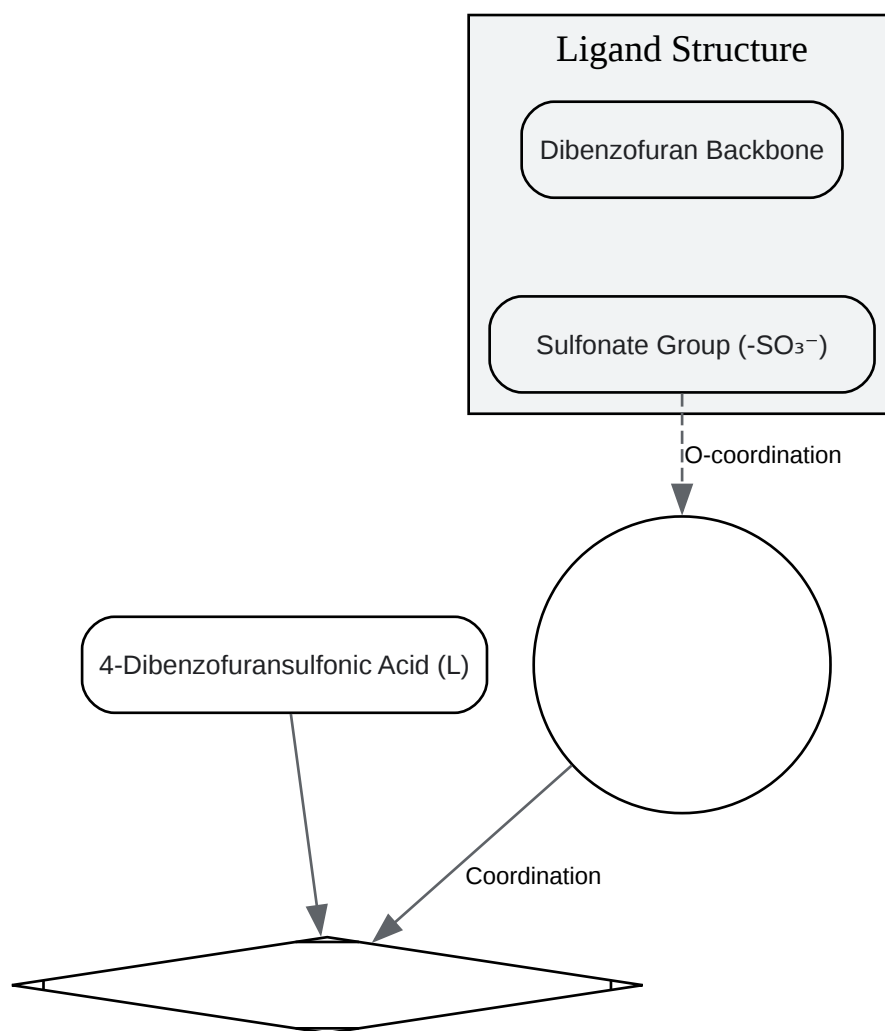 Ligand Structure
Dibenzofuran Backbone
Sulfonate Group (-SO₃⁻)
O-coordination
4-Dibenzofuransulfonic Acid (L)
Coordination